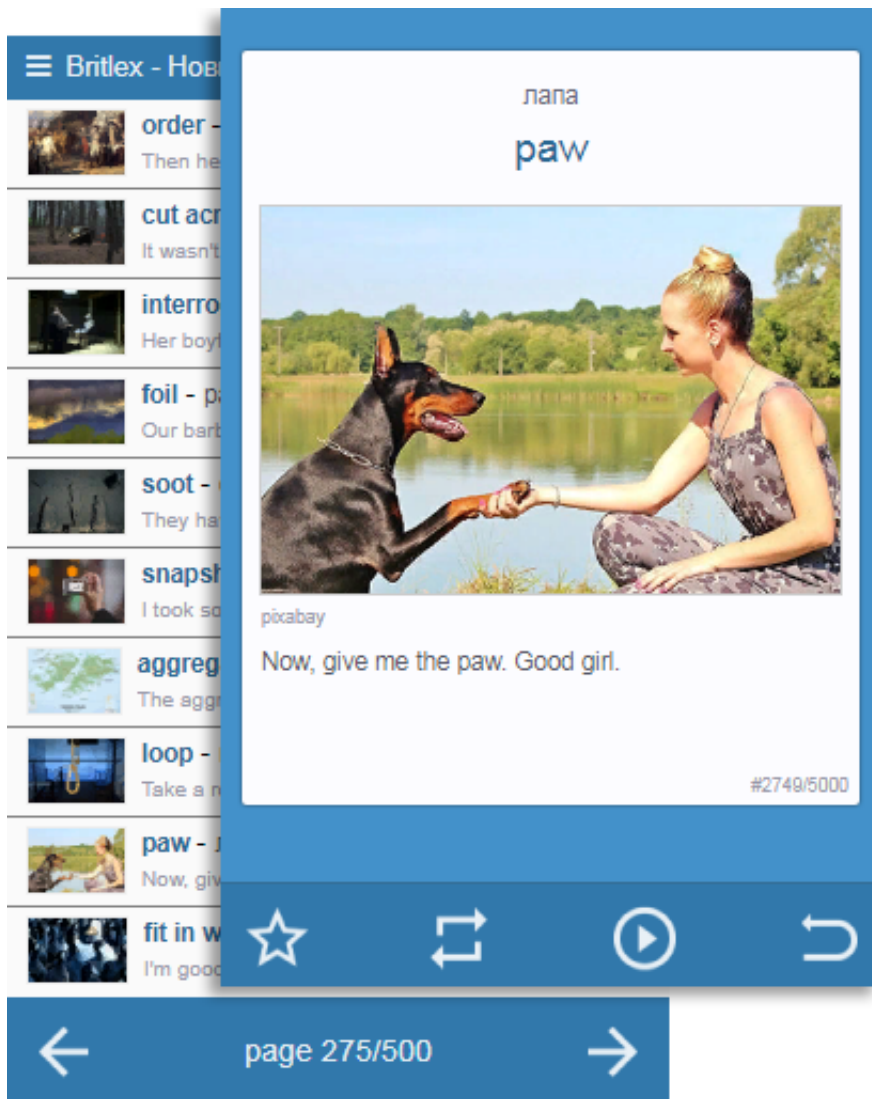 Britlex - Нов
order -
Then he
cut acr
It wasn't
interro
Her boyf
foil - ра
Our barb
soot -
They ha
snapsh
I took so
aggreg
The aggr
loop -
Take a r
paw - л
Now, giv
fit in w
I'm good
page 275/500
лапа
paw
pixabay
Now, give me the paw. Good girl.
#2749/5000